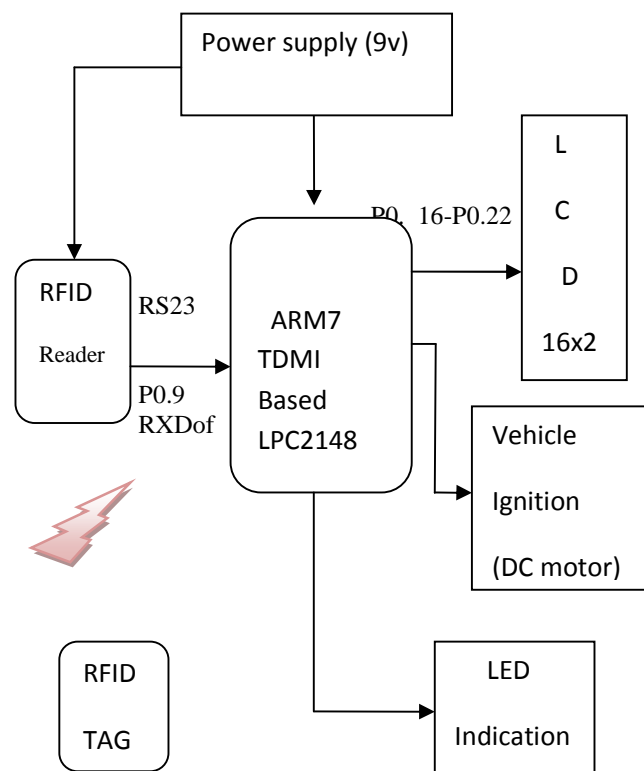 Power supply (9v)
L
C
D
16x2
P0. 16-P0.22
RFID
Reader
RS23
P0.9
RXDof
ARM7
TDMI
Based
LPC2148
Vehicle
Ignition
(DC motor)
RFID
TAG
LED
Indication